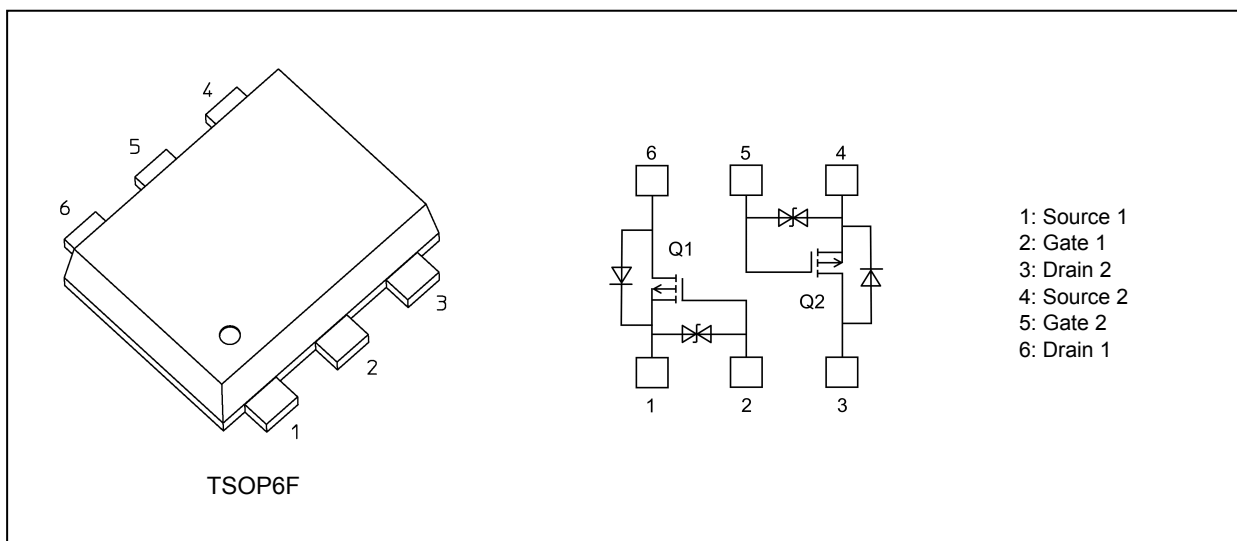 4
5
6
3
2
1
TSOP6F
6 5 4
Q1
Q2
1 2 3
1: Source 1
2: Gate 1
3: Drain 2
4: Source 2
5: Gate 2
6: Drain 1